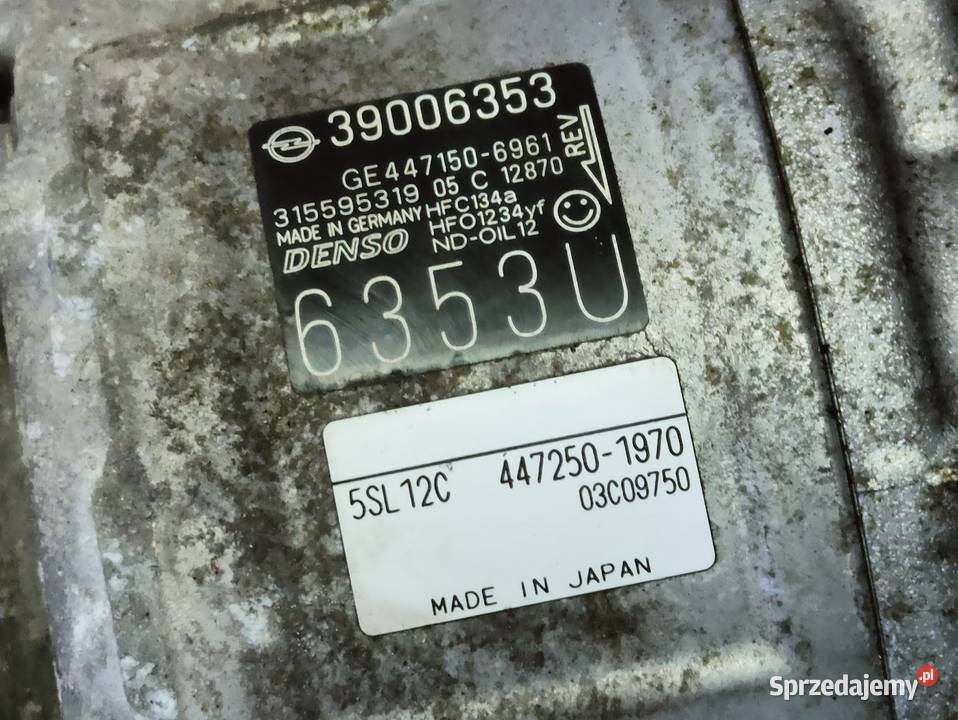 39006353
GE447150-6961
REV
315595319 05 C 12870
MADE IN GERMANY HFC134a
HFO1234yf
DENSO ND-OIL12
6353U
5SL12C 447250-1970
03C09750
MADE IN JAPAN
Sprzedajemy.pl